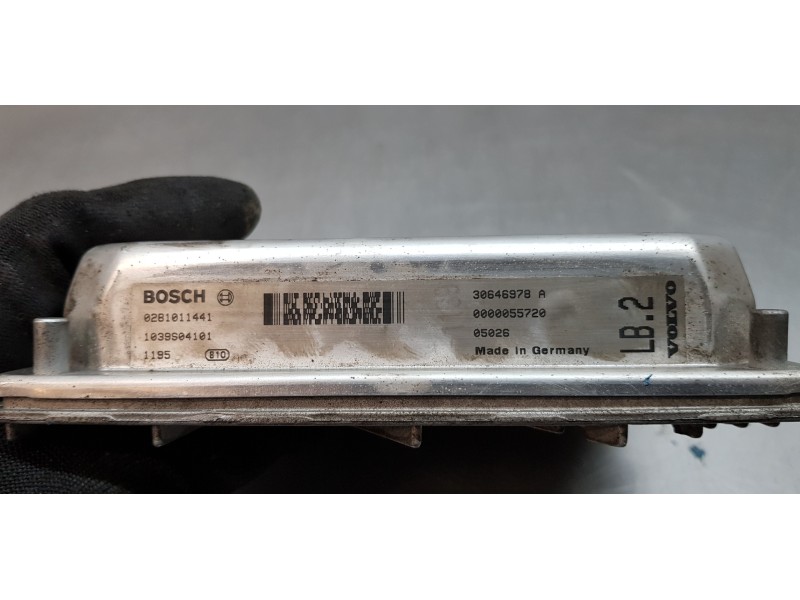 BOSCH
0281011441
1039S04101
1195 810
30646978 A
0000055720
05026
Made in Germany
LB.2
VOLVO